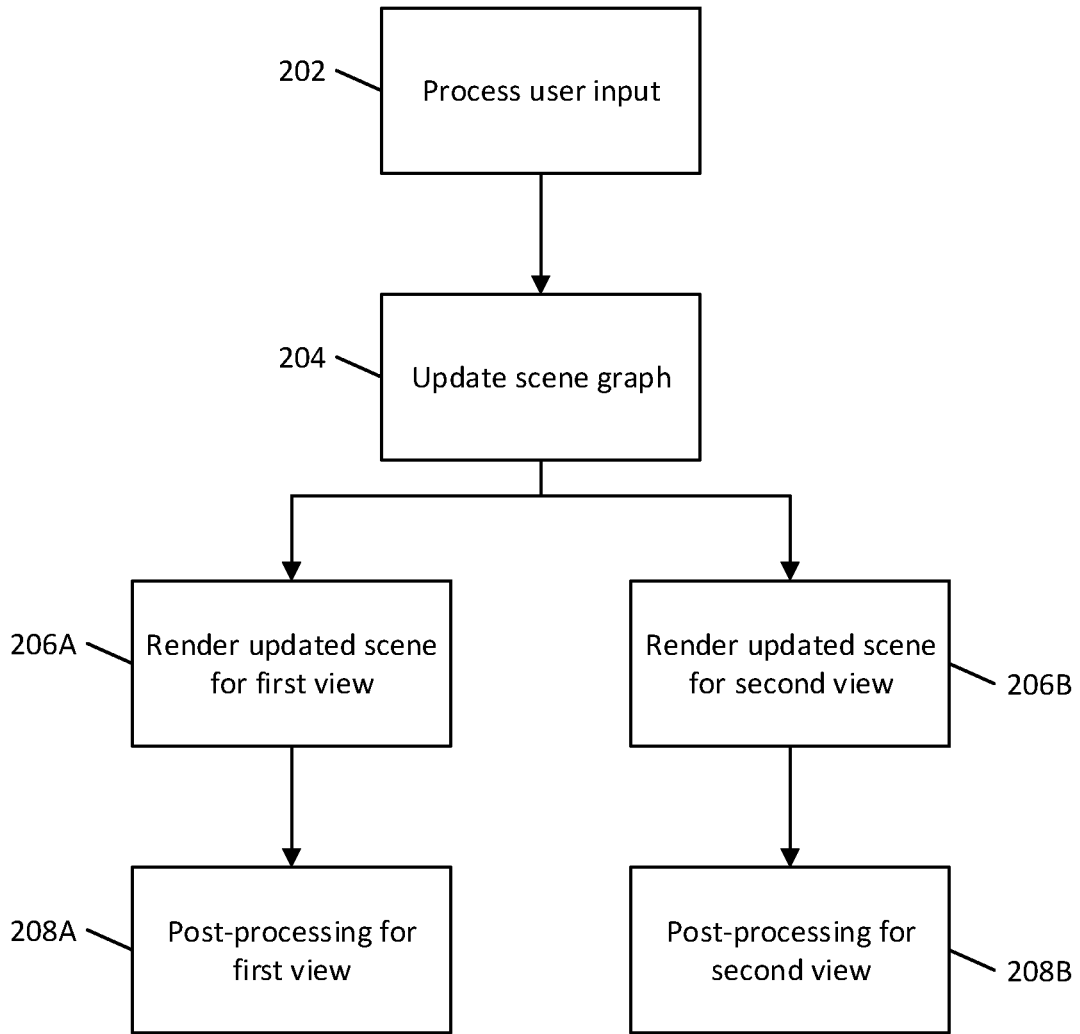 202
Process user input
204
Update scene graph
206A
Render updated scene
for first view
Render updated scene
for second view
206B
208A
Post-processing for
first view
Post-processing for
second view
208B